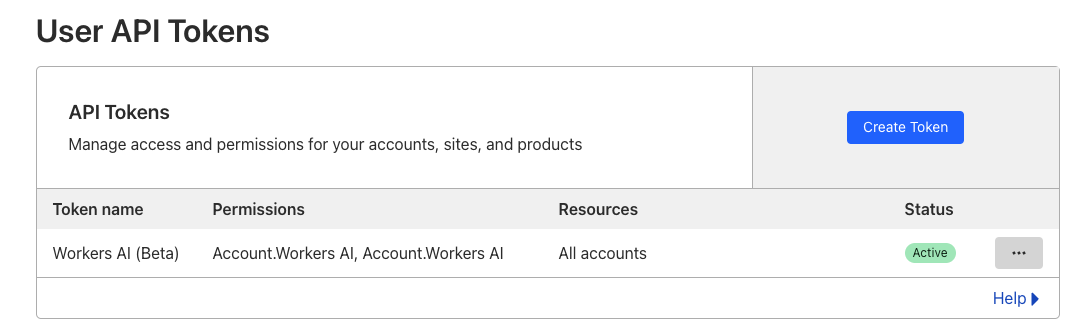 User API Tokens
API Tokens
Manage access and permissions for your accounts, sites, and products
Create Token
Token name Permissions Resources Status
Workers AI (Beta) Account.Workers AI, Account.Workers AI All accounts Active ...
Help